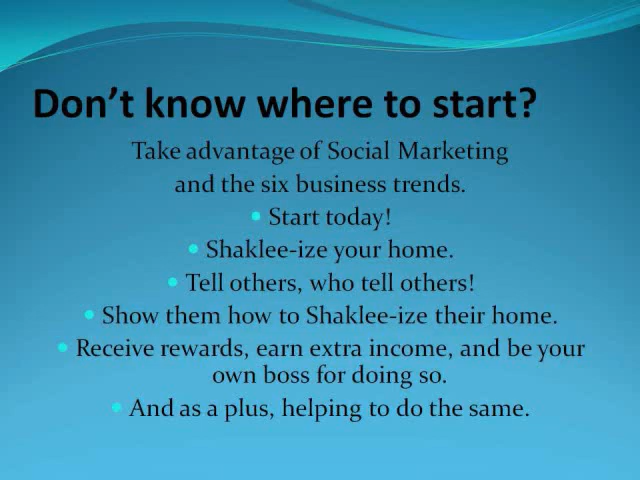 Don't know where to start?
Take advantage of Social Marketing
and the six business trends.
• Start today!
• Shaklee-ize your home.
• Tell others, who tell others!
• Show them how to Shaklee-ize their home.
• Receive rewards, earn extra income, and be your
own boss for doing so.
• And as a plus, helping to do the same.